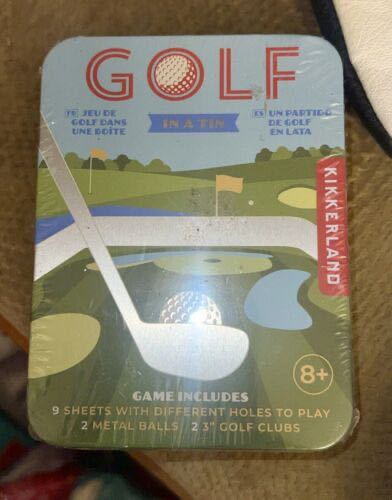 GOLF
FR JEU DE
GOLF DANS
UNE BOÎTE
IN A TIN
ES UN PARTIDO
DE GOLF
EN LATA
KIKKERLAND
8+
GAME INCLUDES
9 SHEETS WITH DIFFERENT HOLES TO PLAY
2 METAL BALLS 2 3" GOLF CLUBS